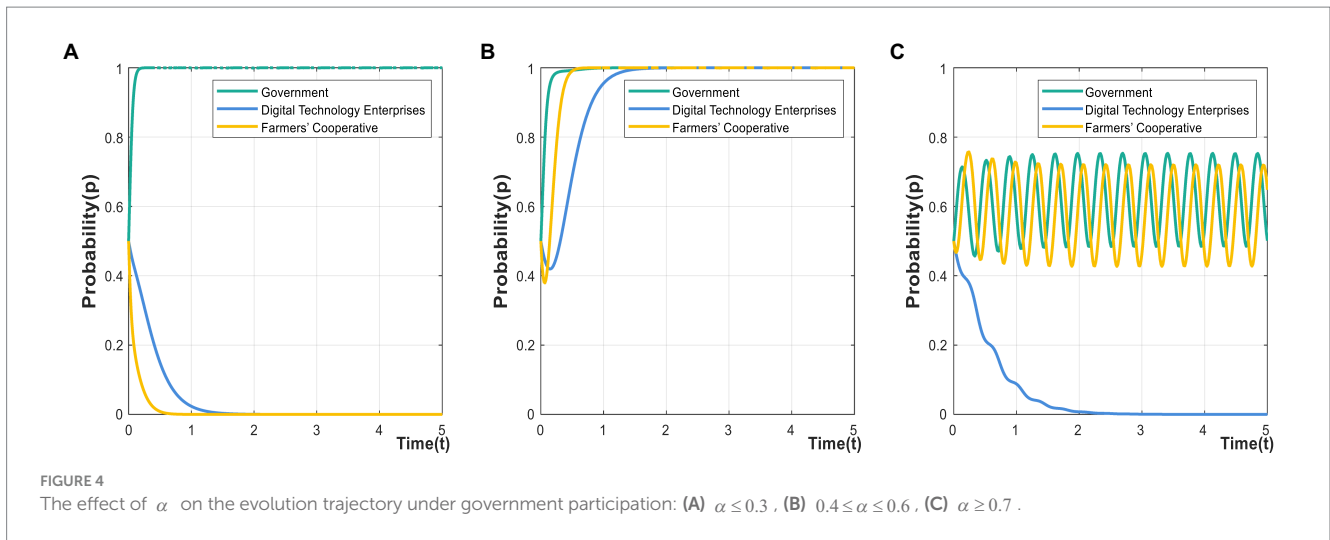 A
B
C
1
0.8
0.6
0.4
0.2
0
Probability(p)
0
1
2
3
4
5
Time(t)
Government
Digital Technology Enterprises
Farmers' Cooperative
1
0.8
0.6
0.4
0.2
0
Probability(p)
0
1
2
3
4
5
Time(t)
Government
Digital Technology Enterprises
Farmers' Cooperative
1
0.8
0.6
0.4
0.2
0
Probability(p)
0
1
2
3
4
5
Time(t)
Government
Digital Technology Enterprises
Farmers' Cooperative
FIGURE 4
The effect of α on the evolution trajectory under government participation: (A) α ≤ 0.3 , (B) 0.4 ≤ α ≤ 0.6 , (C) α ≥ 0.7 .